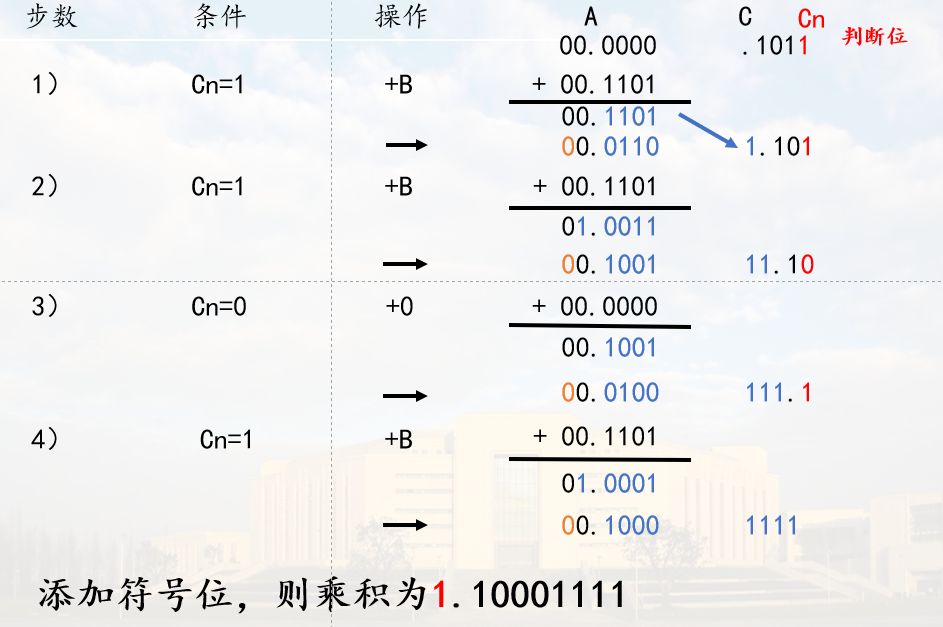 步数 条件 操作 A C Cn
00.0000 .1011 判断位
1) Cn=1 +B + 00.1101
00.1101
→ 00.0110 1.101
2) Cn=1 +B + 00.1101
01.0011
→ 00.1001 11.10
3) Cn=0 +0 + 00.0000
00.1001
→ 00.0100 111.1
4) Cn=1 +B + 00.1101
01.0001
→ 00.1000 1111
添加符号位，则乘积为1.10001111